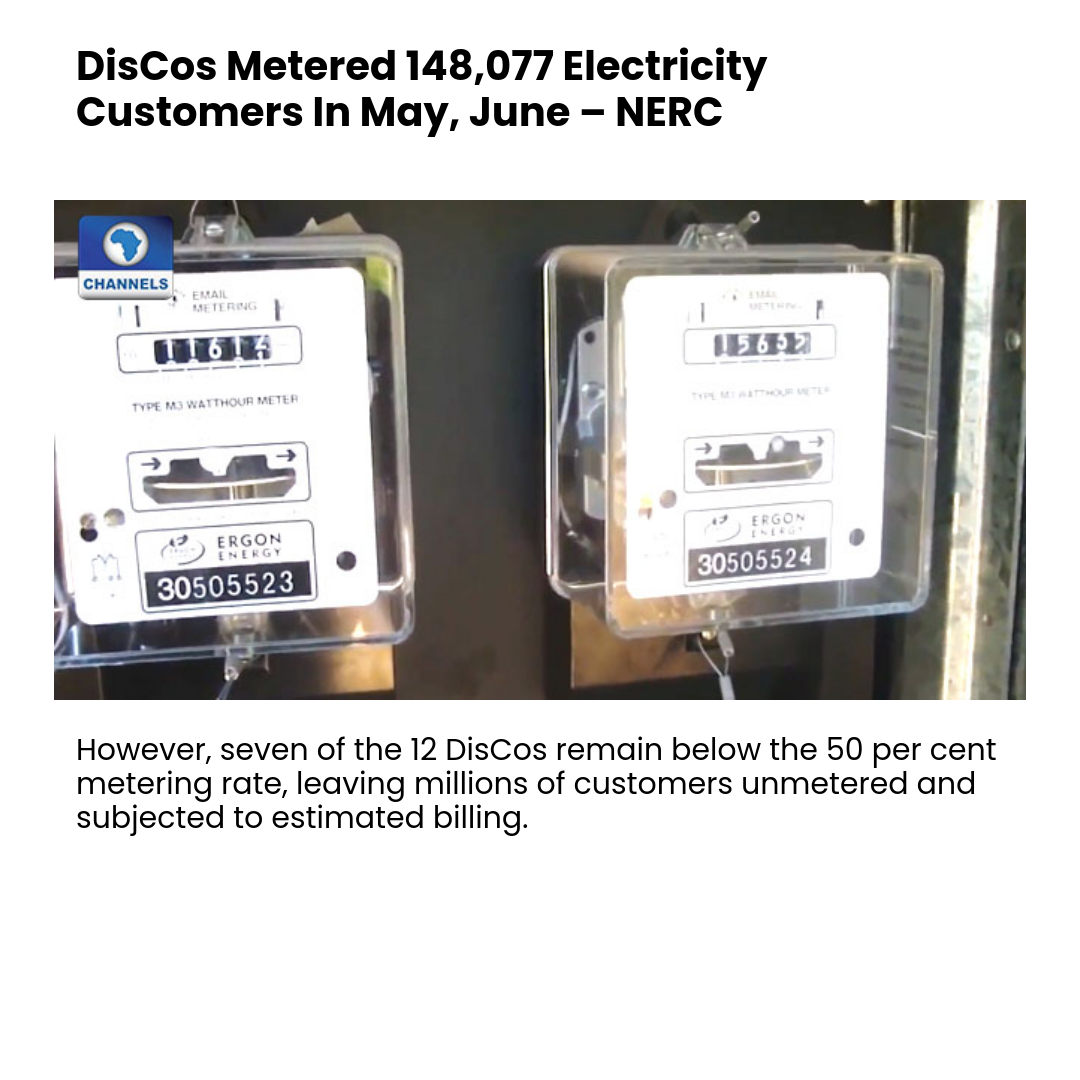 DisCos Metered 148,077 Electricity
Customers In May, June – NERC
CHANNELS
EMAIL
METERING
TYPE M3 WATTHOUR METER
ERGON
ENERGY
30505523
EMAIL
METERING
TYPE M3 WATTHOUR METER
ERGON
ENERGY
30505524
However, seven of the 12 DisCos remain below the 50 per cent
metering rate, leaving millions of customers unmetered and
subjected to estimated billing.